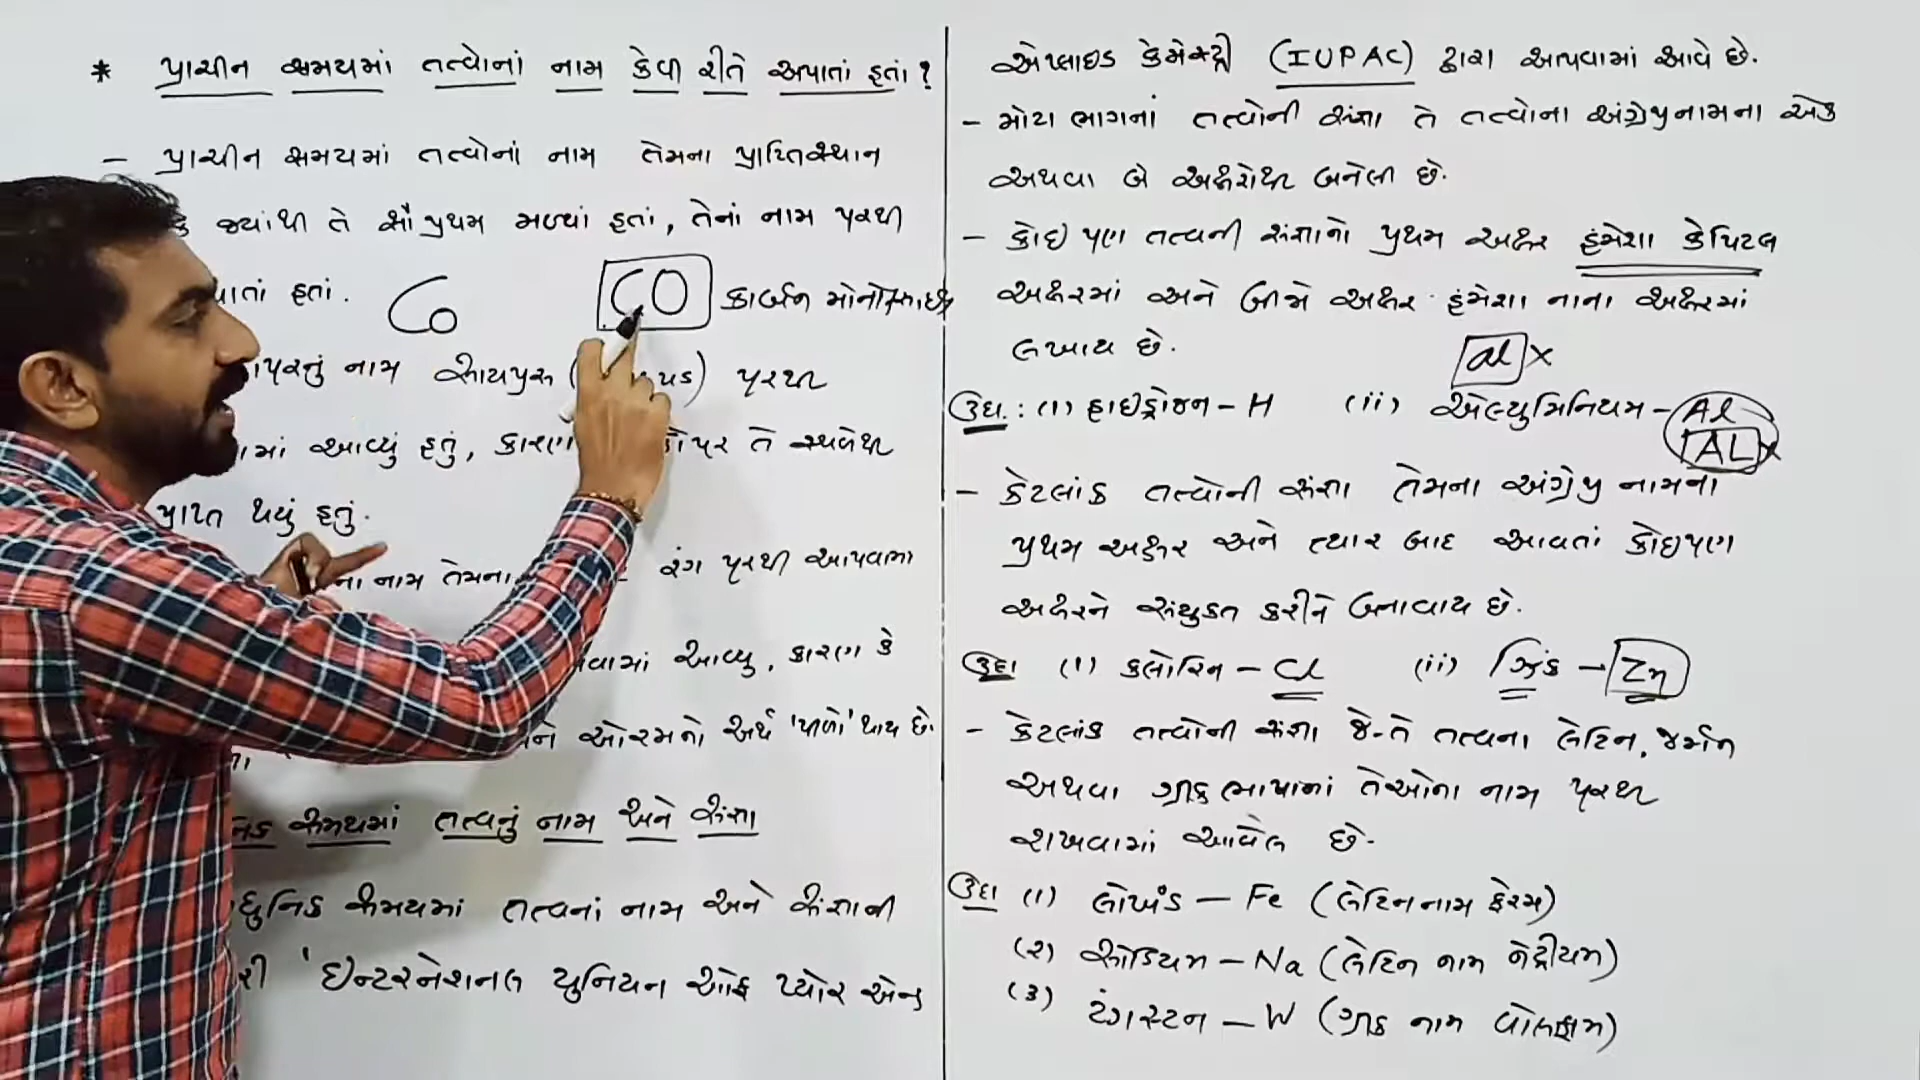 * પ્રાચીન સમયમાં તત્વોનાં નામ કેવી રીતે અપાતાં હતાં ?
- પ્રાચીન સમયમાં તત્વોનાં નામ તેમના પ્રાપ્તિસ્થાન
કે જ્યાંથી તે સૌ પ્રથમ મળ્યાં હતાં, તેનાં નામ પરથી
હતાં. Co CO કાર્બન મોનોક્સાઇડ
નામ સાયપ્રસ ( ) પરથી
આવ્યું હતું, કારણ તે સ્થળેથી
પ્રાપ્ત થયું હતું.
નામ તેમના રંગ પરથી આપવામાં
આવ્યુ, કારણ કે
ઓરમનો અર્થ 'પીળો' થાય છે.
સમયમાં તત્વનું નામ અને સંજ્ઞા
સમયમાં તત્વનાં નામ અને સંજ્ઞાની
'ઇન્ટરનેશનલ યુનિયન ઓફ પ્યોર એન્ડ
એપ્લાઇડ કેમેસ્ટ્રી (IUPAC) દ્વારા આપવામાં આવે છે.
- મોટા ભાગનાં તત્વોની સંજ્ઞા તે તત્વોના અંગ્રેજીનામના એક
અથવા બે અક્ષરોથી બનેલી છે.
- કોઇ પણ તત્વની સંજ્ઞાનો પ્રથમ અક્ષર હંમેશા કેપિટલ
અક્ષરમાં અને બીજો અક્ષર હંમેશા નાના અક્ષરમાં
લખાય છે. al x
ઉદા. : (i) હાઇડ્રોજન - H (ii) એલ્યુમિનિયમ - Al
AL x
- કેટલાંક તત્વોની સંજ્ઞા તેમના અંગ્રેજી નામના
પ્રથમ અક્ષર અને ત્યાર બાદ આવતાં કોઇપણ
અક્ષરને સંયુક્ત કરીને બનાવાય છે.
ઉદા (i) ક્લોરિન - Cl (ii) ઝિંક - Zn
- કેટલાંક તત્વોની સંજ્ઞા જે-તે તત્વના લેટિન, જર્મન
અથવા ગ્રીક ભાષાનાં તેઓના નામ પરથી
રાખવામાં આવેલ છે.
ઉદા (૧) લોખંડ - Fe (લેટિન નામ ફેરમ)
(૨) સોડિયમ - Na (લેટિન નામ નેટ્રીયમ)
(૩) ટંગસ્ટન - W (ગ્રીક નામ વોલફ્રામ)